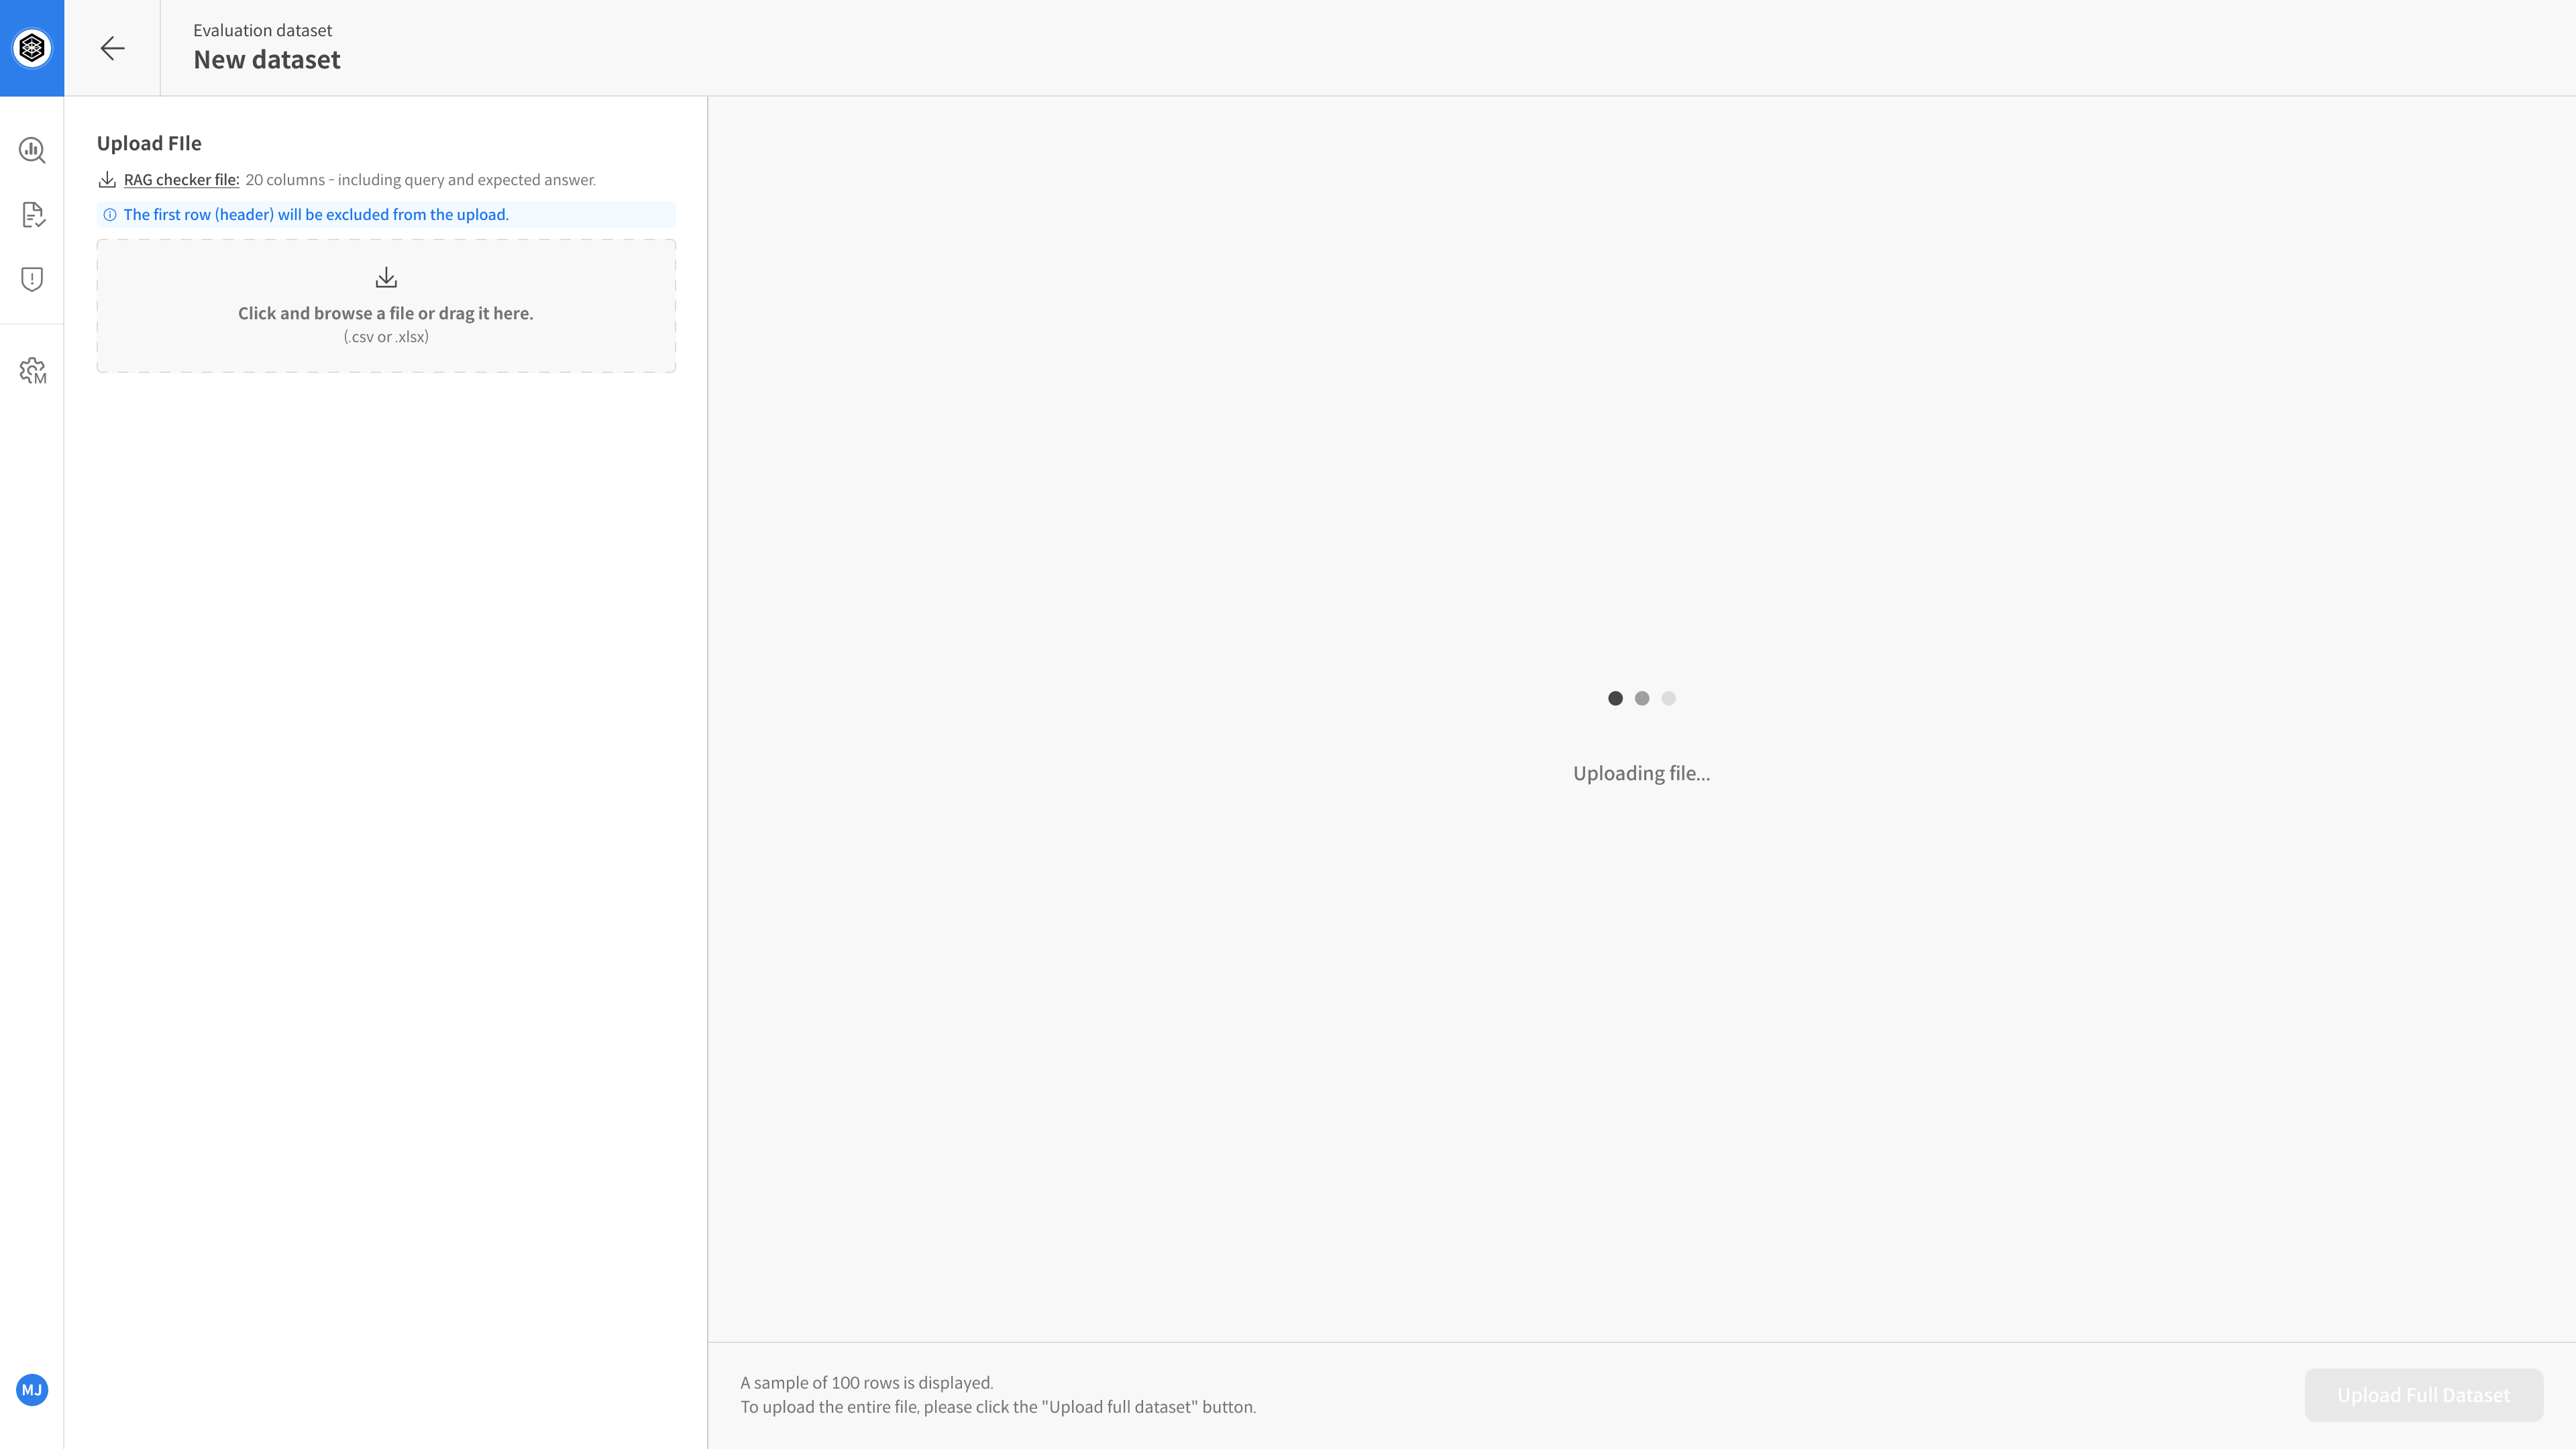 Evaluation dataset
New dataset
Upload FIle
RAG checker file: 20 columns - including query and expected answer.
The first row (header) will be excluded from the upload.
Click and browse a file or drag it here.
(.csv or .xlsx)
M
Uploading file...
MJ
A sample of 100 rows is displayed.
To upload the entire file, please click the "Upload full dataset" button.
Upload Full Dataset